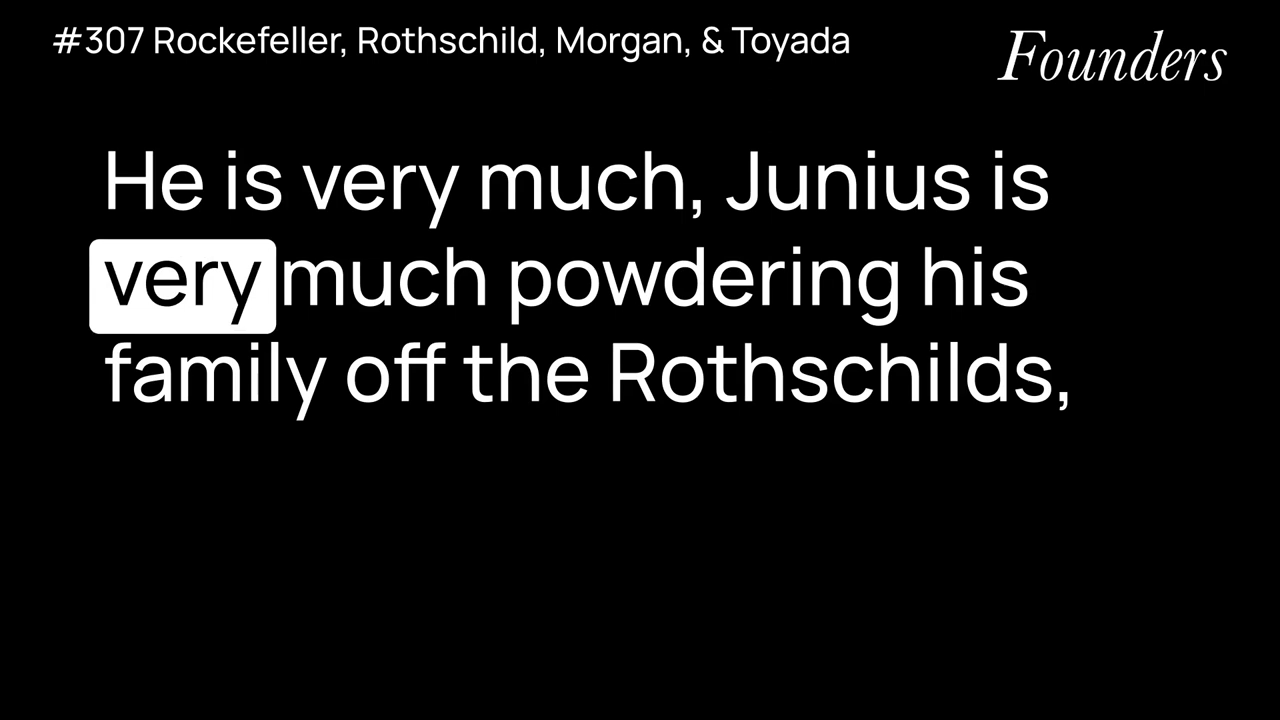 #307 Rockefeller, Rothschild, Morgan, & Toyada
Founders
He is very much, Junius is
very much powdering his
family off the Rothschilds,